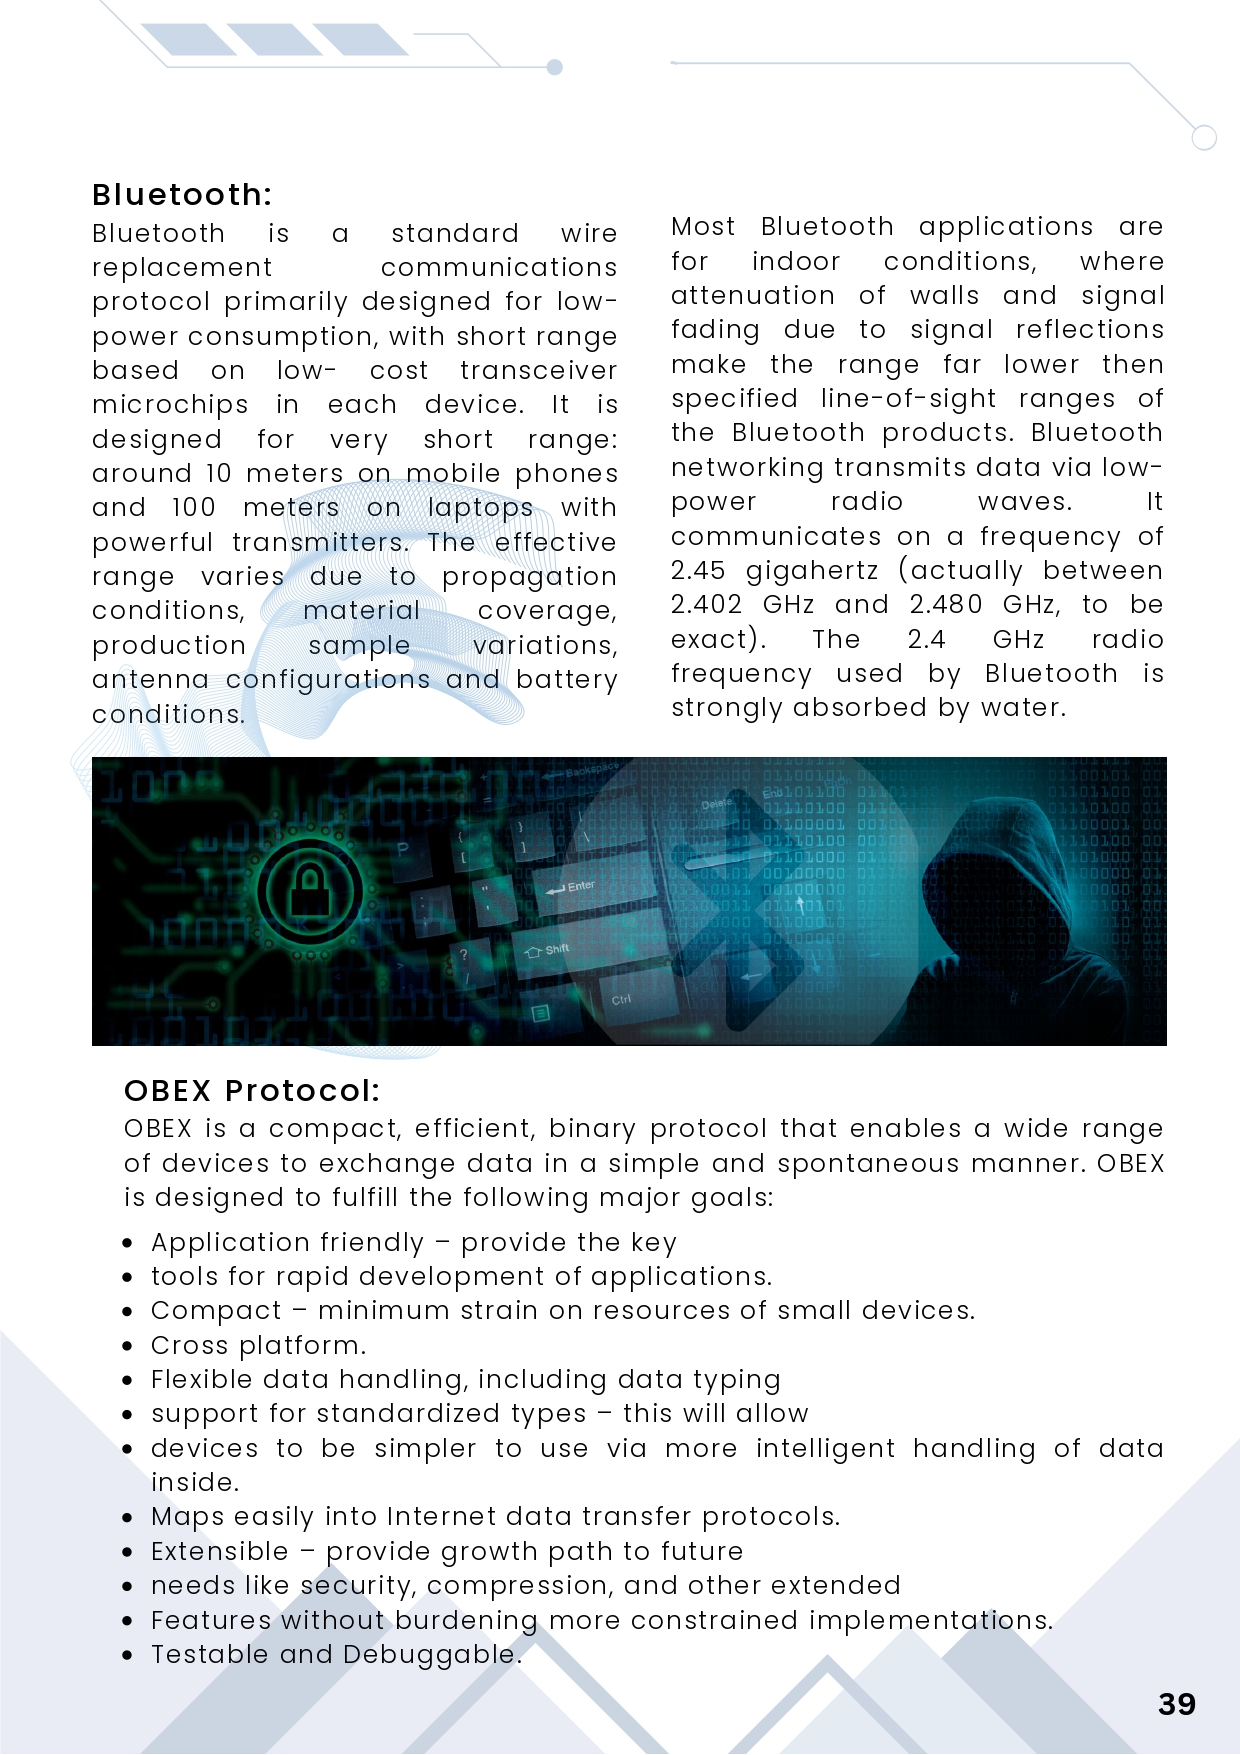 Bluetooth:
Bluetooth is a standard wire
replacement communications
protocol primarily designed for low-
power consumption, with short range
based on low- cost transceiver
microchips in each device. It is
designed for very short range:
around 10 meters on mobile phones
and 100 meters on laptops with
powerful transmitters. The effective
range varies due to propagation
conditions, material coverage,
production sample variations,
antenna configurations and battery
conditions.
Most Bluetooth applications are
for indoor conditions, where
attenuation of walls and signal
fading due to signal reflections
make the range far lower then
specified line-of-sight ranges of
the Bluetooth products. Bluetooth
networking transmits data via low-
power radio waves. It
communicates on a frequency of
2.45 gigahertz (actually between
2.402 GHz and 2.480 GHz, to be
exact). The 2.4 GHz radio
frequency used by Bluetooth is
strongly absorbed by water.
Backspace
Delete
End
Enter
Shift
Ctrl
OBEX Protocol:
OBEX is a compact, efficient, binary protocol that enables a wide range
of devices to exchange data in a simple and spontaneous manner. OBEX
is designed to fulfill the following major goals:
• Application friendly – provide the key
• tools for rapid development of applications.
• Compact – minimum strain on resources of small devices.
• Cross platform.
• Flexible data handling, including data typing
• support for standardized types – this will allow
• devices to be simpler to use via more intelligent handling of data
inside.
• Maps easily into Internet data transfer protocols.
• Extensible – provide growth path to future
• needs like security, compression, and other extended
• Features without burdening more constrained implementations.
• Testable and Debuggable.
39